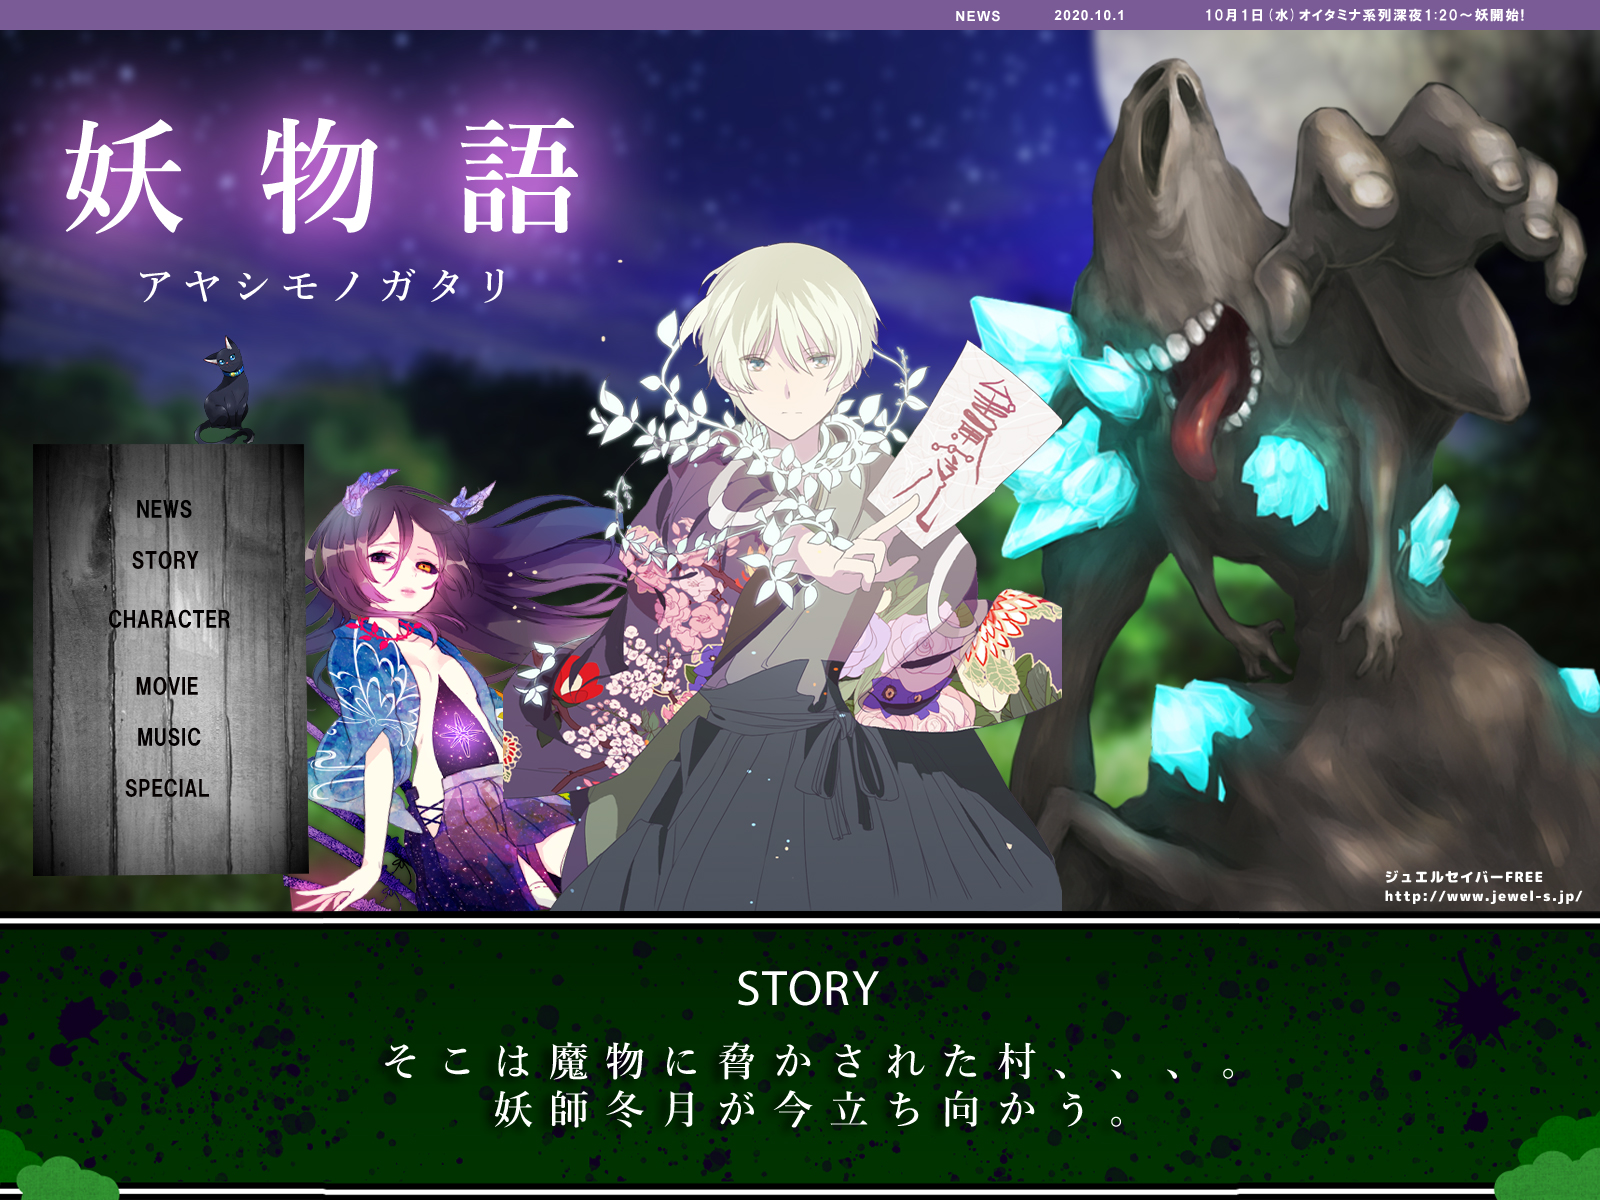 NEWS 2020.10.1 10月1日(水)オイタミナ系列深夜1:20～妖開始!
妖物語
アヤシモノガタリ
NEWS
STORY
CHARACTER
MOVIE
MUSIC
SPECIAL
ジュエルセイバーFREE
http://www.jewel-s.jp/
STORY
そこは魔物に脅かされた村、、、。
妖師冬月が今立ち向かう。